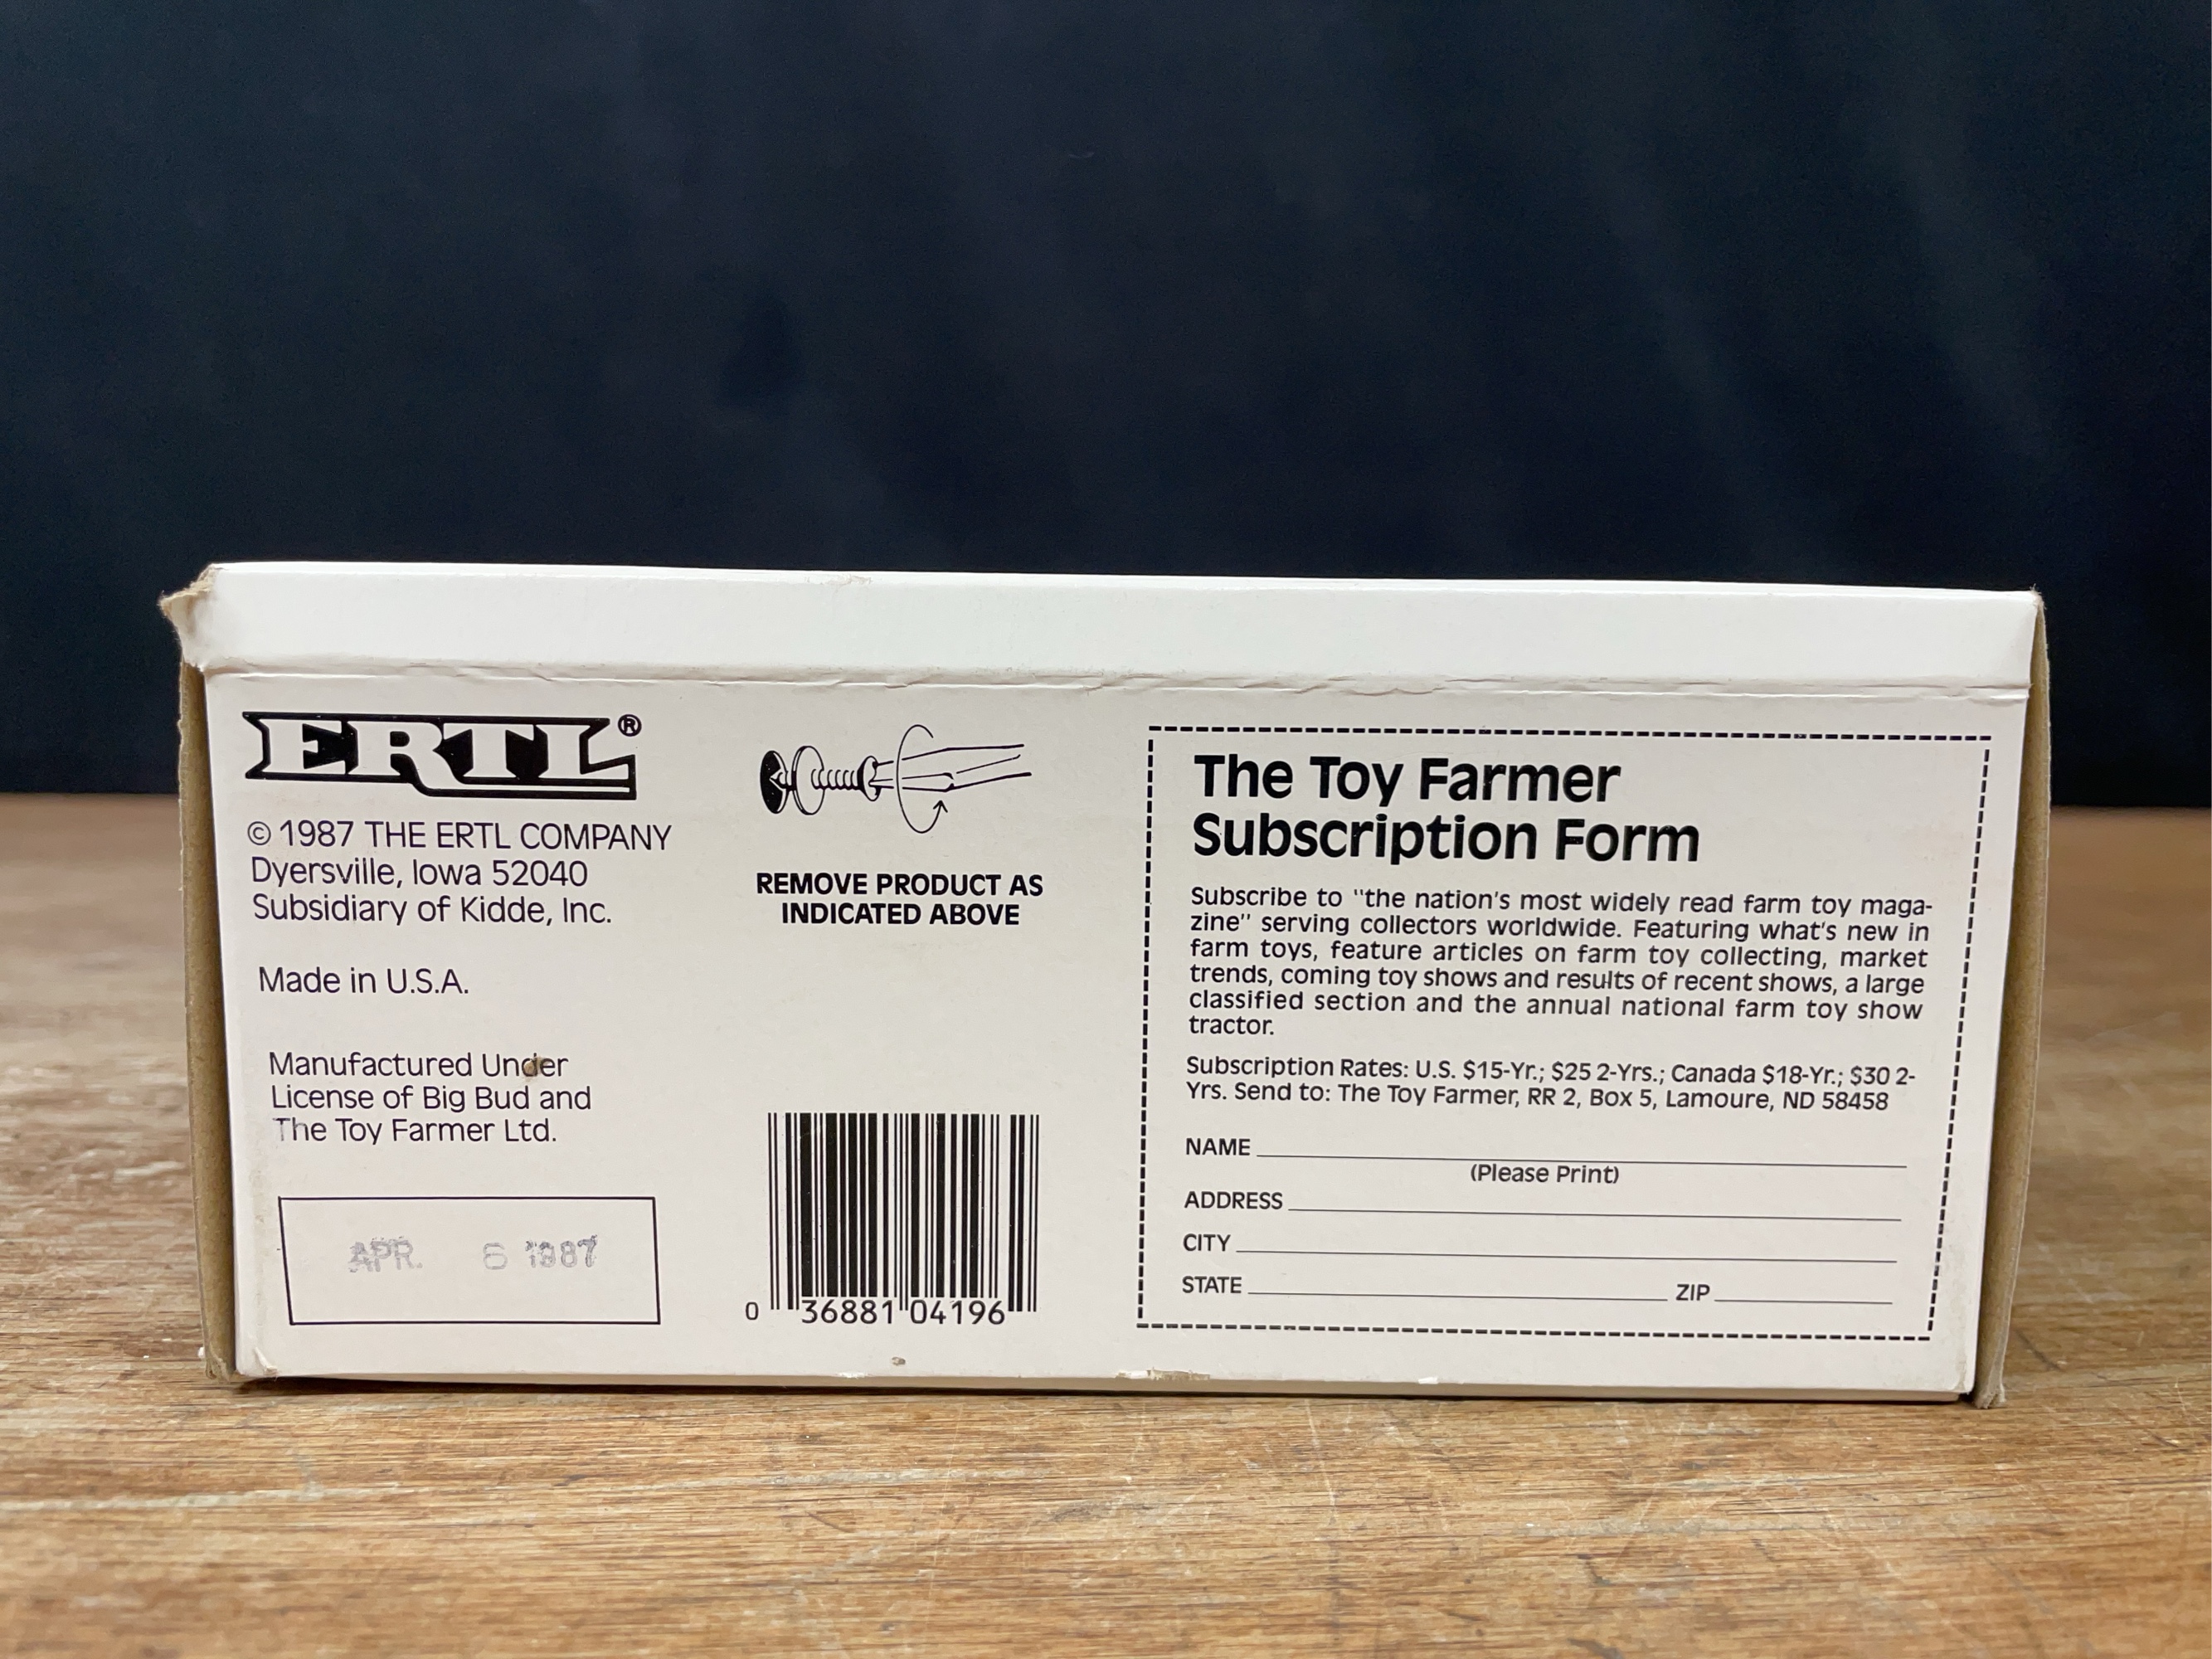 ERTL®
© 1987 THE ERTL COMPANY
Dyersville, Iowa 52040
Subsidiary of Kidde, Inc.
Made in U.S.A.
Manufactured Under
License of Big Bud and
The Toy Farmer Ltd.
APR. 6 1987
REMOVE PRODUCT AS
INDICATED ABOVE
0 36881 04196
The Toy Farmer
Subscription Form
Subscribe to "the nation's most widely read farm toy maga-
zine" serving collectors worldwide. Featuring what's new in
farm toys, feature articles on farm toy collecting, market
trends, coming toy shows and results of recent shows, a large
classified section and the annual national farm toy show
tractor.
Subscription Rates: U.S. $15-Yr.; $25 2-Yrs.; Canada $18-Yr.; $30 2-
Yrs. Send to: The Toy Farmer, RR 2, Box 5, Lamoure, ND 58458
NAME
(Please Print)
ADDRESS
CITY
STATE ZIP